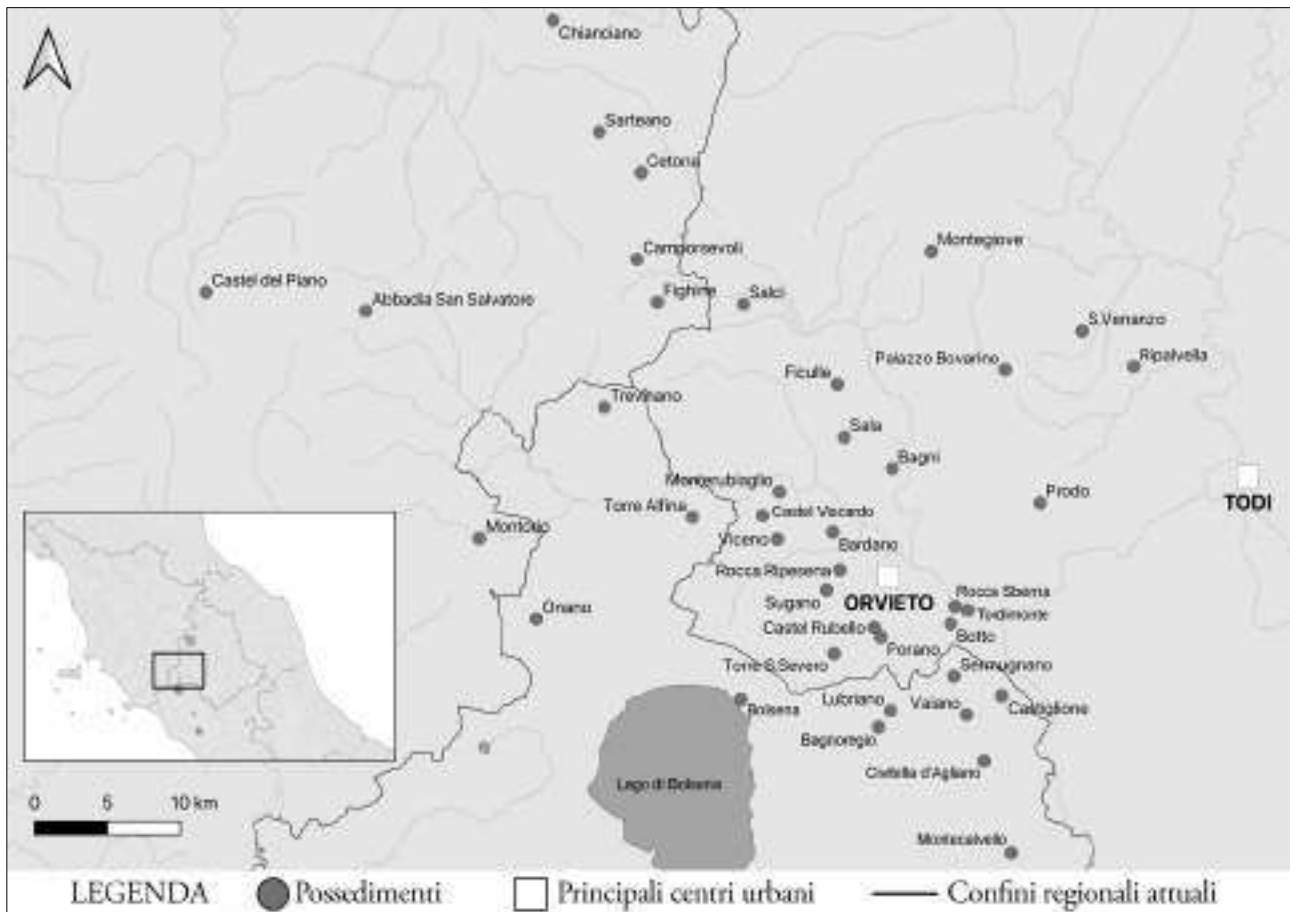 Chianciano
Sarteano
Cetona
Camporsevoli
Montegiove
Castel del Piano
Abbadia San Salvatore
Fighine
Salci
S.Venanzo
Palazzo Bovarino
Ripalvella
Ficulle
Trevinano
Sala
Bagni
Monterubiaglio
Prodo
TODI
Torre Alfina
Castel Viscardo
Montorio
Viceno
Bardano
Rocca Ripesena
ORVIETO
Sugano
Rocca Sberna
Titignano
Onano
Castel Rubello
Botto
Porano
Torre S.Severo
Sermugnano
Lubriano
Vaiano
Castiglione
Bolsena
Bagnoregio
Civitella d'Agliano
Lago di Bolsena
0 5 10 km
Montecalvello
LEGENDA Possedimenti Principali centri urbani Confini regionali attuali